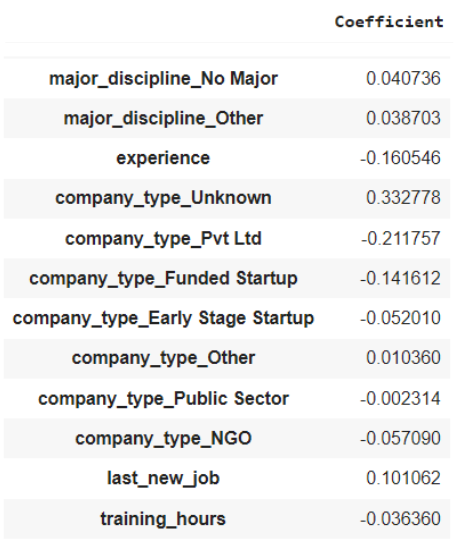 Coefficient
major_discipline_No Major 0.040736
major_discipline_Other 0.038703
experience -0.160546
company_type_Unknown 0.332778
company_type_Pvt Ltd -0.211757
company_type_Funded Startup -0.141612
company_type_Early Stage Startup -0.052010
company_type_Other 0.010360
company_type_Public Sector -0.002314
company_type_NGO -0.057090
last_new_job 0.101062
training_hours -0.036360